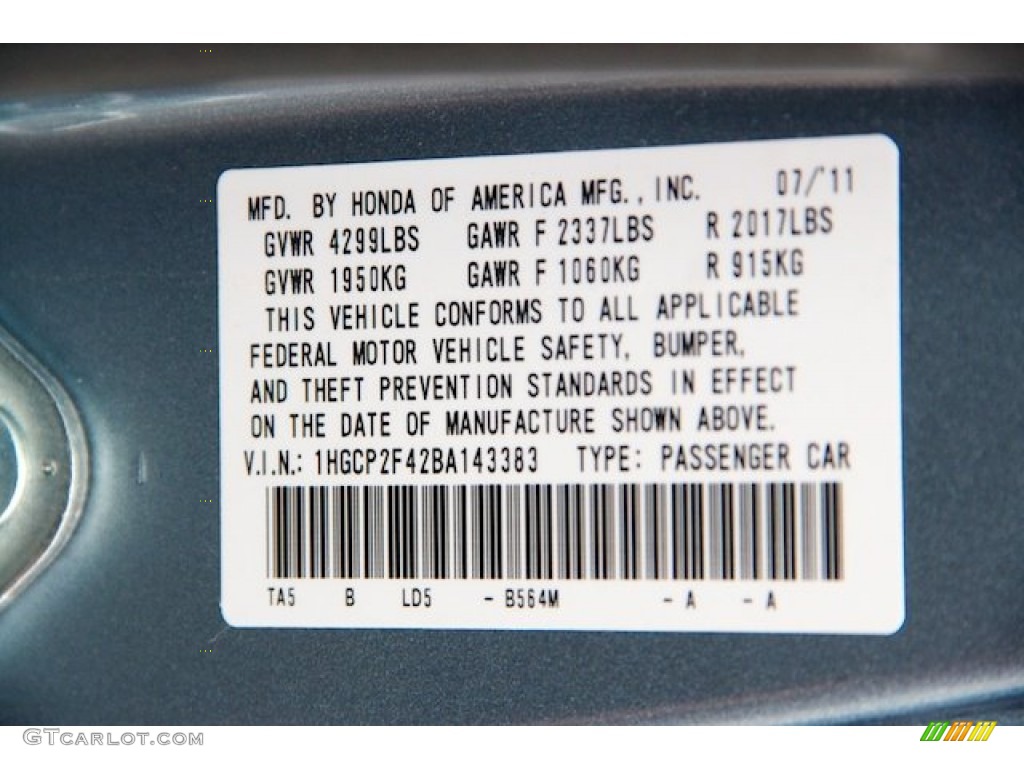 MFD. BY HONDA OF AMERICA MFG., INC. 07/'11
GVWR 4299LBS GAWR F 2337LBS R 2017LBS
GVWR 1950KG GAWR F 1060KG R 915KG
THIS VEHICLE CONFORMS TO ALL APPLICABLE
FEDERAL MOTOR VEHICLE SAFETY, BUMPER,
AND THEFT PREVENTION STANDARDS IN EFFECT
ON THE DATE OF MANUFACTURE SHOWN ABOVE.
V.I.N.: 1HGCP2F42BA143383 TYPE: PASSENGER CAR
TA5 B LD5 - B564M - A - A
GTCarlot.com